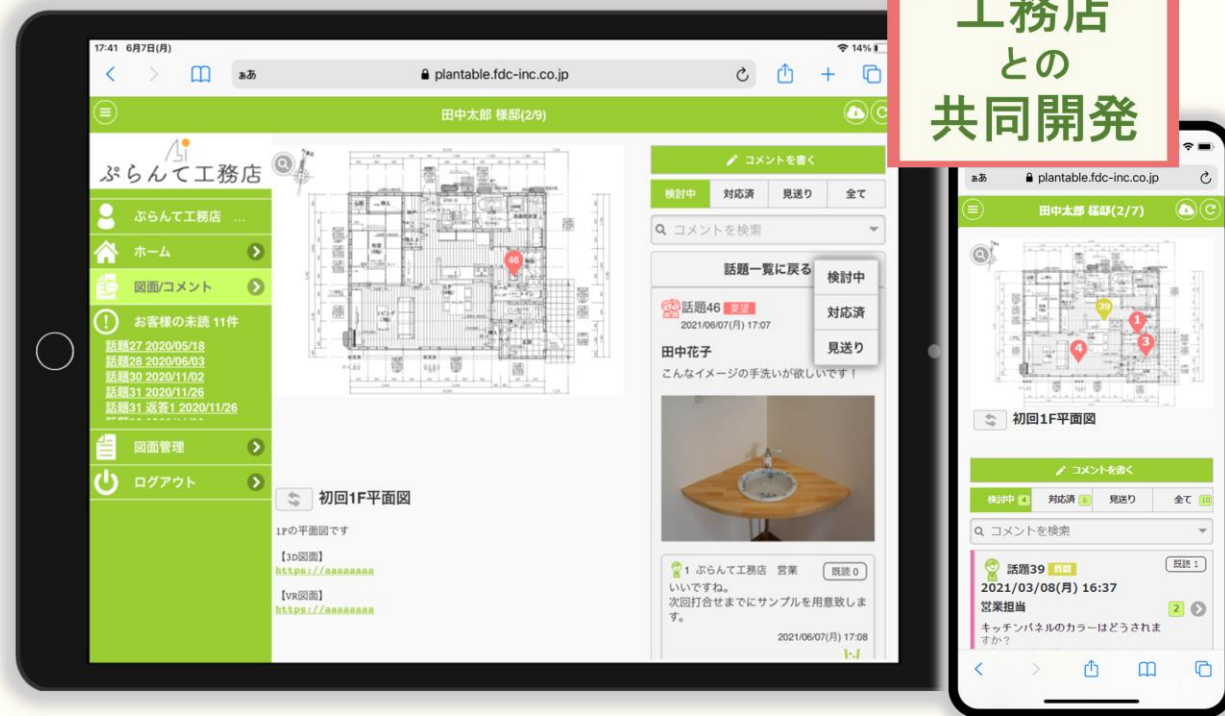 工務店
との
共同開発
17:41 6月7日(月)
14%
ぁあ
plantable.fdc-inc.co.jp
田中太郎 様邸(2/9)
ぷらんて工務店
ぷらんて工務店 ...
ホーム
図面/コメント
お客様の未読 11件
話題27 2020/05/18
話題28 2020/06/03
話題30 2020/11/02
話題31 2020/11/26
話題31 返答1 2020/11/26
図面管理
ログアウト
46
初回1F平面図
1Fの平面図です
【3D図面】
https://aaaaaaaa
【VR図面】
https://aaaaaaaa
コメントを書く
検討中 対応済 見送り 全て
コメントを検索
話題一覧に戻る
検討中
対応済
見送り
話題46 要望
2021/06/07(月) 17:07
田中花子
こんなイメージの手洗いが欲しいです！
1 ぷらんて工務店 営業 既読 0
いいですね。
次回打合せまでにサンプルを用意致しま
す。
2021/06/07(月) 17:08
ぁあ plantable.fdc-inc.co.jp
田中太郎 様邸(2/7)
39
1
3
4
初回1F平面図
コメントを書く
検討中 4 対応済 6 見送り 全て 10
コメントを検索
話題39 質問 既読 1
2021/03/08(月) 16:37
営業担当 2
キッチンパネルのカラーはどうされま
すか？